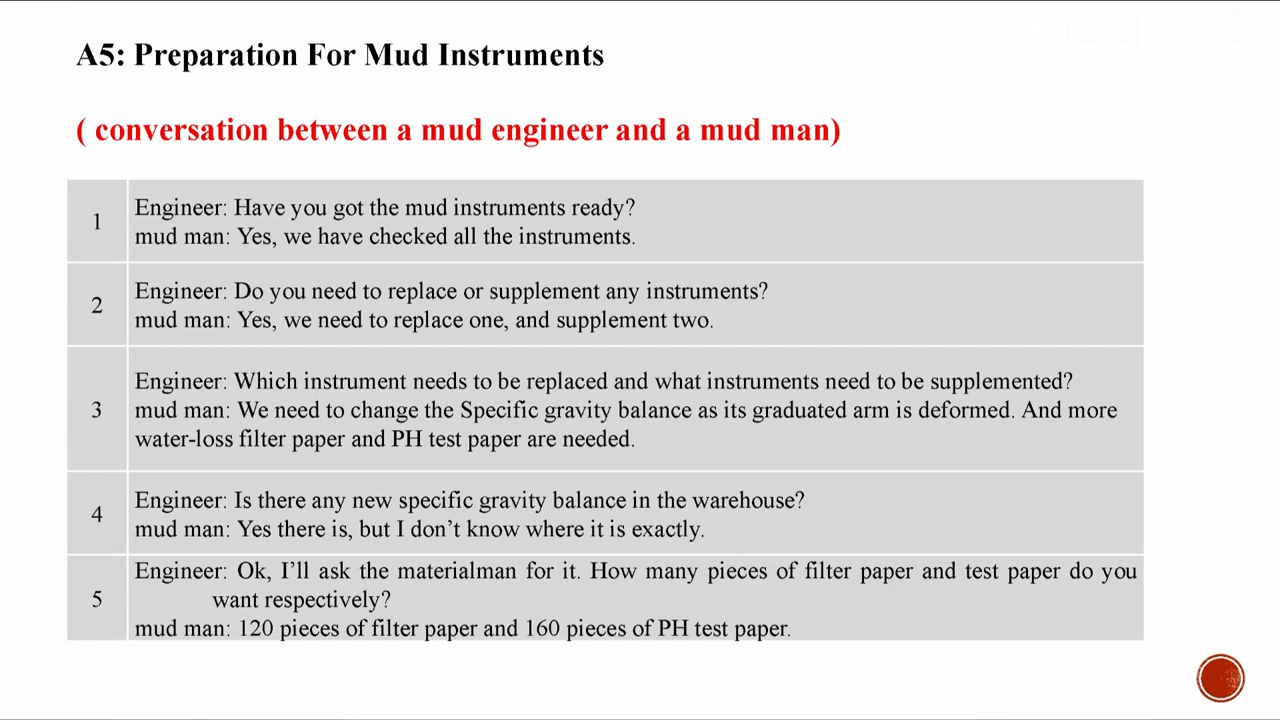 VEED.IO
A5: Preparation For Mud Instruments
( conversation between a mud engineer and a mud man)
1
Engineer: Have you got the mud instruments ready?
mud man: Yes, we have checked all the instruments.
2
Engineer: Do you need to replace or supplement any instruments?
mud man: Yes, we need to replace one, and supplement two.
3
Engineer: Which instrument needs to be replaced and what instruments need to be supplemented?
mud man: We need to change the Specific gravity balance as its graduated arm is deformed. And more
water-loss filter paper and PH test paper are needed.
4
Engineer: Is there any new specific gravity balance in the warehouse?
mud man: Yes there is, but I don’t know where it is exactly.
5
Engineer: Ok, I’ll ask the materialman for it. How many pieces of filter paper and test paper do you
want respectively?
mud man: 120 pieces of filter paper and 160 pieces of PH test paper.